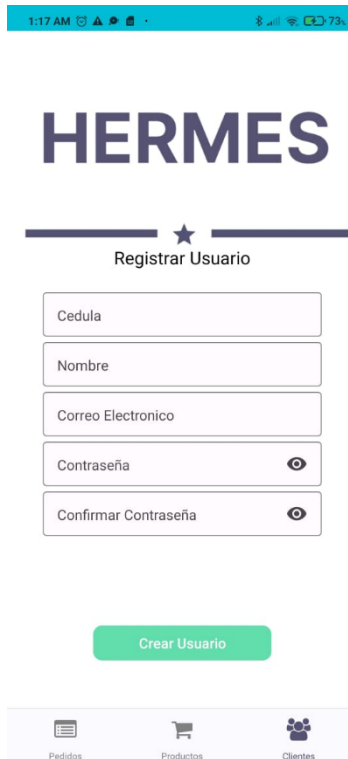 1:17 AM 73%
HERMES
Registrar Usuario
Cedula
Nombre
Correo Electronico
Contraseña
Confirmar Contraseña
Crear Usuario
Pedidos Productos Clientes